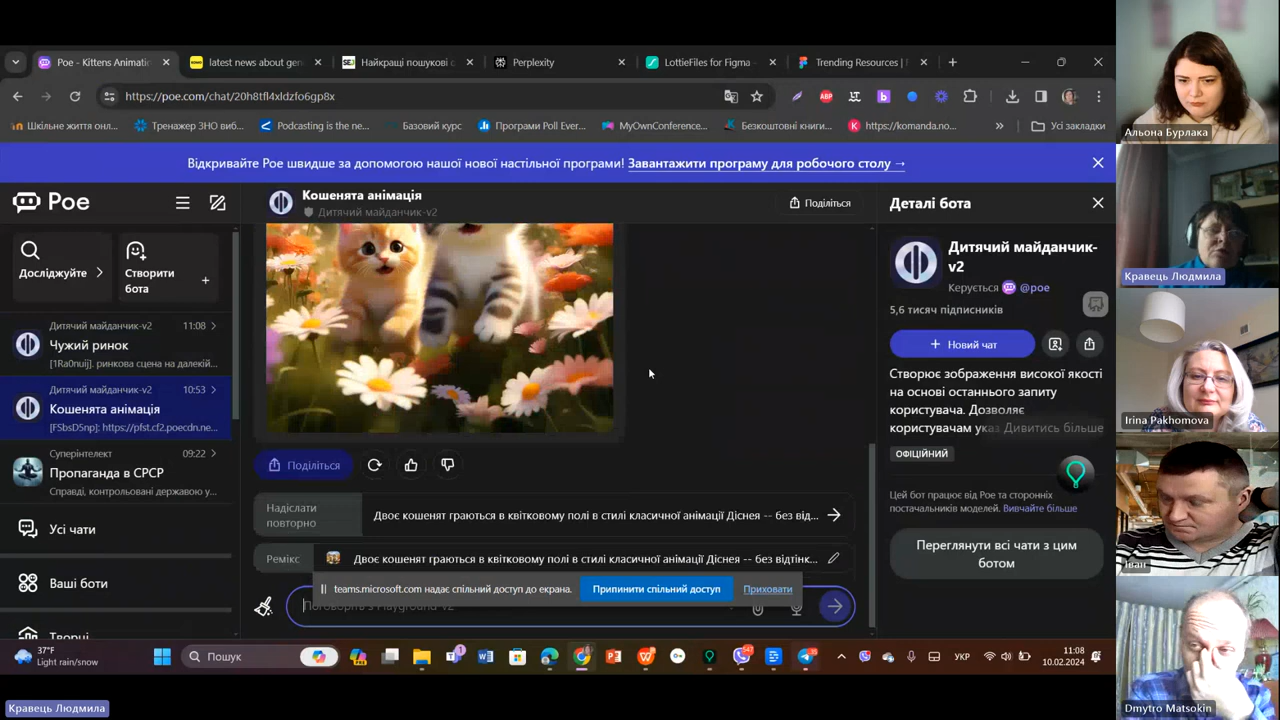 Poe - Kittens Animati
latest news about gen
Найкращі пошукові с
Perplexity
LottieFiles for Figma -
Trending Resources |
https://poe.com/chat/20h8tfl4xldzfo6gp8x
Шкільне життя онл...
Тренажер ЗНО виб...
Podcasting is the ne...
Базовий курс
Програми Poll Ever...
MyOwnConference...
Безкоштовні книги...
https://komanda.no...
Усі закладки
Відкривайте Poe швидше за допомогою нашої нової настільної програми! Завантажити програму для робочого столу →
Poe
Досліджуйте
Створити
бота
Дитячий майданчик-v2 11:08
Чужий ринок
[1Ra0nuij]. ринкова сцена на далекій...
Дитячий майданчик-v2 10:53
Кошенята анімація
[FSbsD5np]: https://pfst.cf2.poecdn.ne...
Суперінтелект 09:22
Пропаганда в СРСР
Справді, контрольовані державою у...
Усі чати
Ваші боти
Творці
Кошенята анімація
Дитячий майданчик-v2
Поділіться
Поділіться
Надіслати
повторно
Двоє кошенят граються в квітковому полі в стилі класичної анімації Діснея -- без від...
Ремікс
Двоє кошенят граються в квітковому полі в стилі класичної анімації Діснея -- без відтінк...
teams.microsoft.com надає спільний доступ до екрана.
Припинити спільний доступ
Приховати
Деталі бота
Дитячий майданчик-
v2
Керується @poe
5,6 тисяч підписників
Новий чат
Створює зображення високої якості
на основі останнього запиту
користувача. Дозволяє
користувачам указ Дивитись більше
ОФІЦІЙНИЙ
Цей бот працює від Poe та сторонніх
постачальників моделей. Вивчайте більше
Переглянути всі чати з цим
ботом
37°F
Light rain/snow
Пошук
УКР
11:08
10.02.2024
Альона Бурлака
Кравець Людмила
Irina Pakhomova
Іван
Dmytro Matsokin
Кравець Людмила